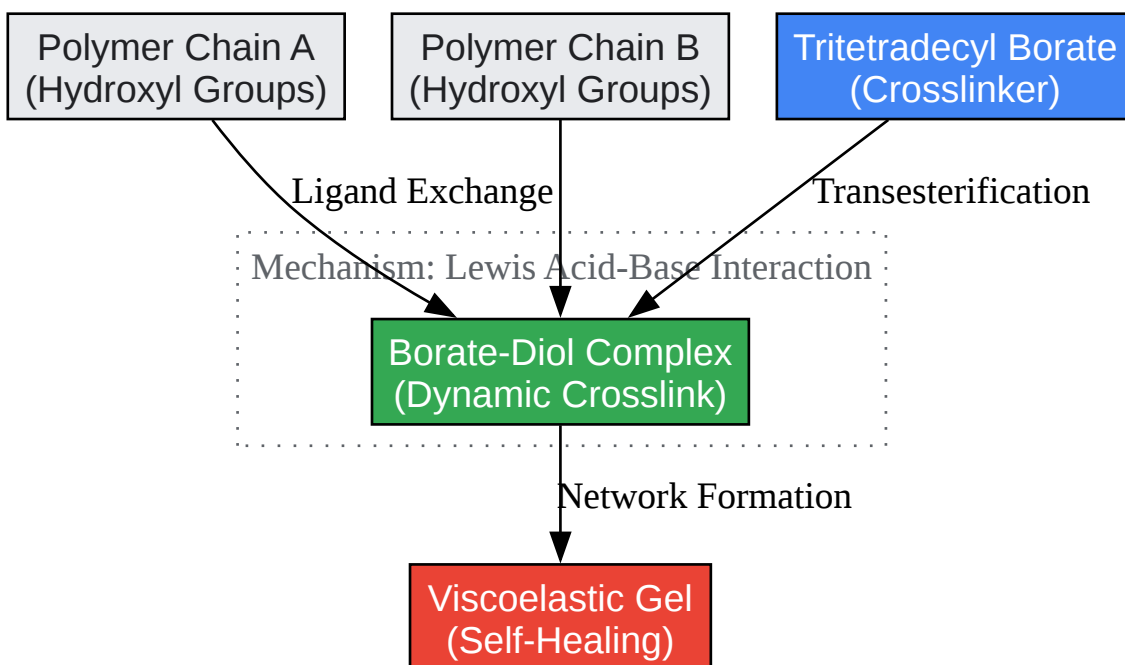 Polymer Chain A
(Hydroxyl Groups)
Polymer Chain B
(Hydroxyl Groups)
Tritetradecyl Borate
(Crosslinker)
Ligand Exchange
Transesterification
Mechanism: Lewis Acid-Base Interaction
Borate-Diol Complex
(Dynamic Crosslink)
Network Formation
Viscoelastic Gel
(Self-Healing)